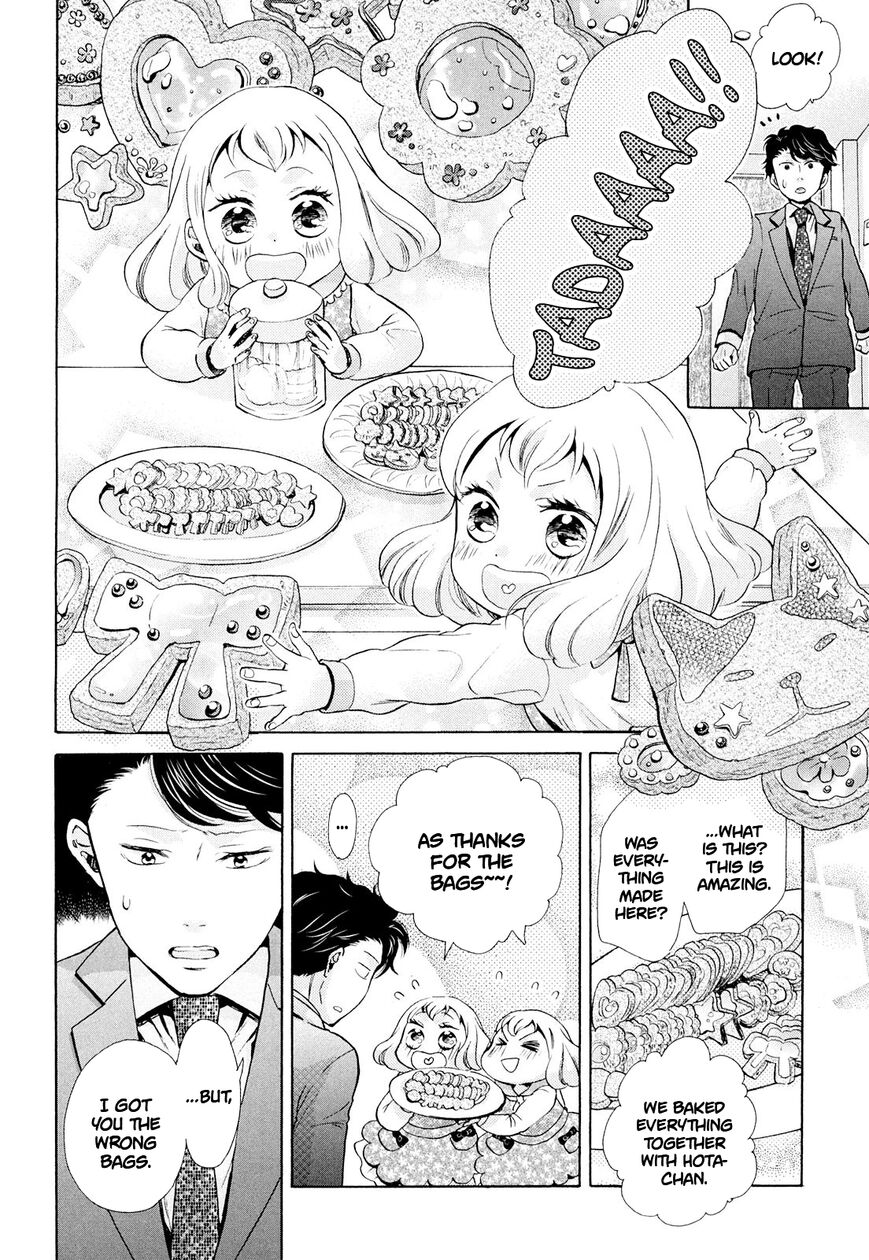 LOOK!
TADAAAAA!!
...WHAT
IS THIS?
THIS IS
AMAZING.
WAS
EVERY-
THING
MADE
HERE?
WE BAKED
EVERYTHING
TOGETHER
WITH HOTA-
CHAN.
AS THANKS
FOR THE
BAGS~~!
...
...BUT,
I GOT
YOU THE
WRONG
BAGS.